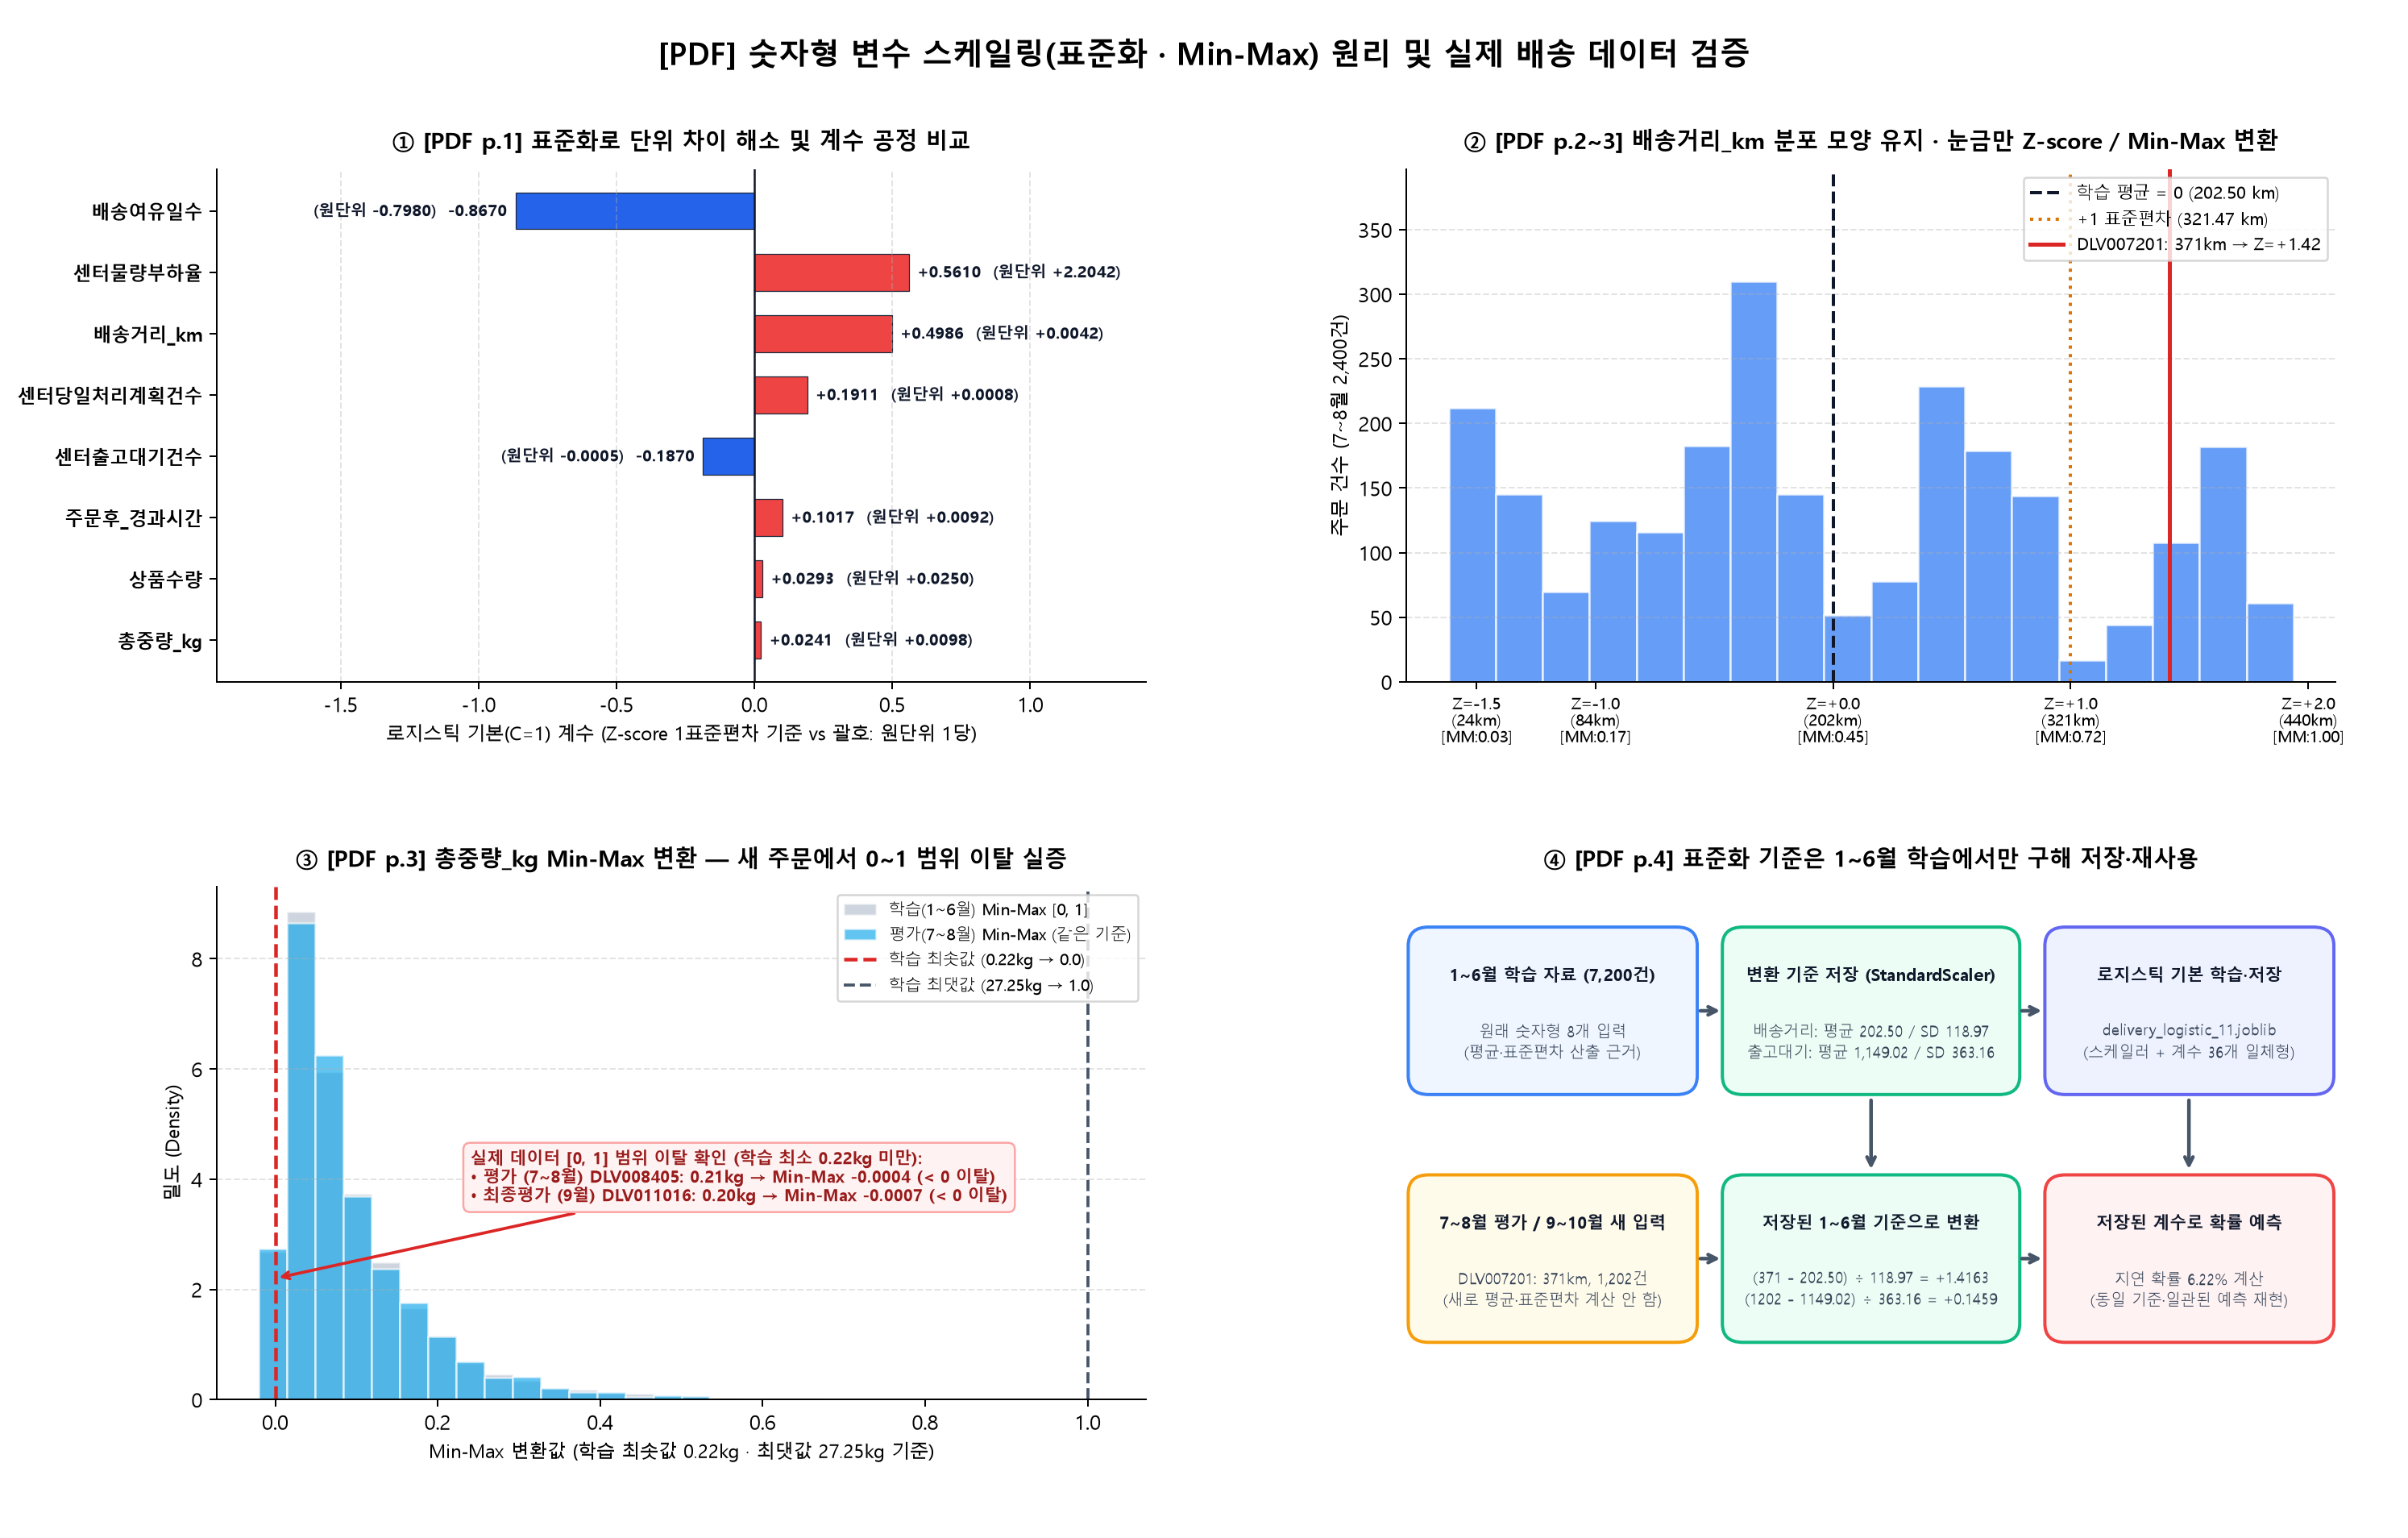 [PDF] 숫자형 변수 스케일링(표준화 · Min-Max) 원리 및 실제 배송 데이터 검증
① [PDF p.1] 표준화로 단위 차이 해소 및 계수 공정 비교
배송여유일수
(원단위 -0.7980) -0.8670
센터물량부하율
+0.5610 (원단위 +2.2042)
배송거리_km
+0.4986 (원단위 +0.0042)
센터당일처리계획건수
+0.1911 (원단위 +0.0008)
센터출고대기건수
(원단위 -0.0005) -0.1870
주문후_경과시간
+0.1017 (원단위 +0.0092)
상품수량
+0.0293 (원단위 +0.0250)
총중량_kg
+0.0241 (원단위 +0.0098)
-1.5 -1.0 -0.5 0.0 0.5 1.0
로지스틱 기본(C=1) 계수 (Z-score 1표준편차 기준 vs 괄호: 원단위 1당)
② [PDF p.2~3] 배송거리_km 분포 모양 유지 · 눈금만 Z-score / Min-Max 변환
학습 평균 = 0 (202.50 km)
+1 표준편차 (321.47 km)
DLV007201: 371km → Z=+1.42
주문 건수 (7~8월 2,400건)
350
300
250
200
150
100
50
0
Z=-1.5 Z=-1.0 Z=+0.0 Z=+1.0 Z=+2.0
(24km) (84km) (202km) (321km) (440km)
[MM:0.03] [MM:0.17] [MM:0.45] [MM:0.72] [MM:1.00]
③ [PDF p.3] 총중량_kg Min-Max 변환 — 새 주문에서 0~1 범위 이탈 실증
학습(1~6월) Min-Max [0, 1]
평가(7~8월) Min-Max (같은 기준)
학습 최솟값 (0.22kg → 0.0)
학습 최댓값 (27.25kg → 1.0)
밀도 (Density)
8
6
4
2
0
실제 데이터 [0, 1] 범위 이탈 확인 (학습 최소 0.22kg 미만):
• 평가 (7~8월) DLV008405: 0.21kg → Min-Max -0.0004 (< 0 이탈)
• 최종평가 (9월) DLV011016: 0.20kg → Min-Max -0.0007 (< 0 이탈)
0.0 0.2 0.4 0.6 0.8 1.0
Min-Max 변환값 (학습 최솟값 0.22kg · 최댓값 27.25kg 기준)
④ [PDF p.4] 표준화 기준은 1~6월 학습에서만 구해 저장·재사용
1~6월 학습 자료 (7,200건)
원래 숫자형 8개 입력
(평균·표준편차 산출 근거)
변환 기준 저장 (StandardScaler)
배송거리: 평균 202.50 / SD 118.97
출고대기: 평균 1,149.02 / SD 363.16
로지스틱 기본 학습·저장
delivery_logistic_11.joblib
(스케일러 + 계수 36개 일체형)
7~8월 평가 / 9~10월 새 입력
DLV007201: 371km, 1,202건
(새로 평균·표준편차 계산 안 함)
저장된 1~6월 기준으로 변환
(371 – 202.50) ÷ 118.97 = +1.4163
(1202 – 1149.02) ÷ 363.16 = +0.1459
저장된 계수로 확률 예측
지연 확률 6.22% 계산
(동일 기준·일관된 예측 재현)